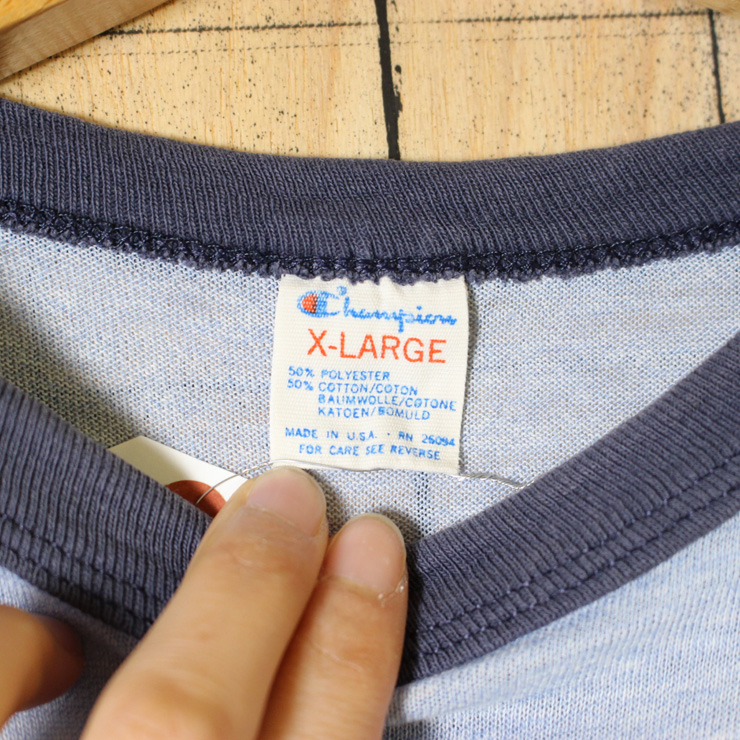 Champion
X-LARGE
50% POLYESTER
50% COTTON/COTON
BAUMWOLLE/COTONE
KATOEN/BOMULD
MADE IN U.S.A. · RN 26094
FOR CARE SEE REVERSE